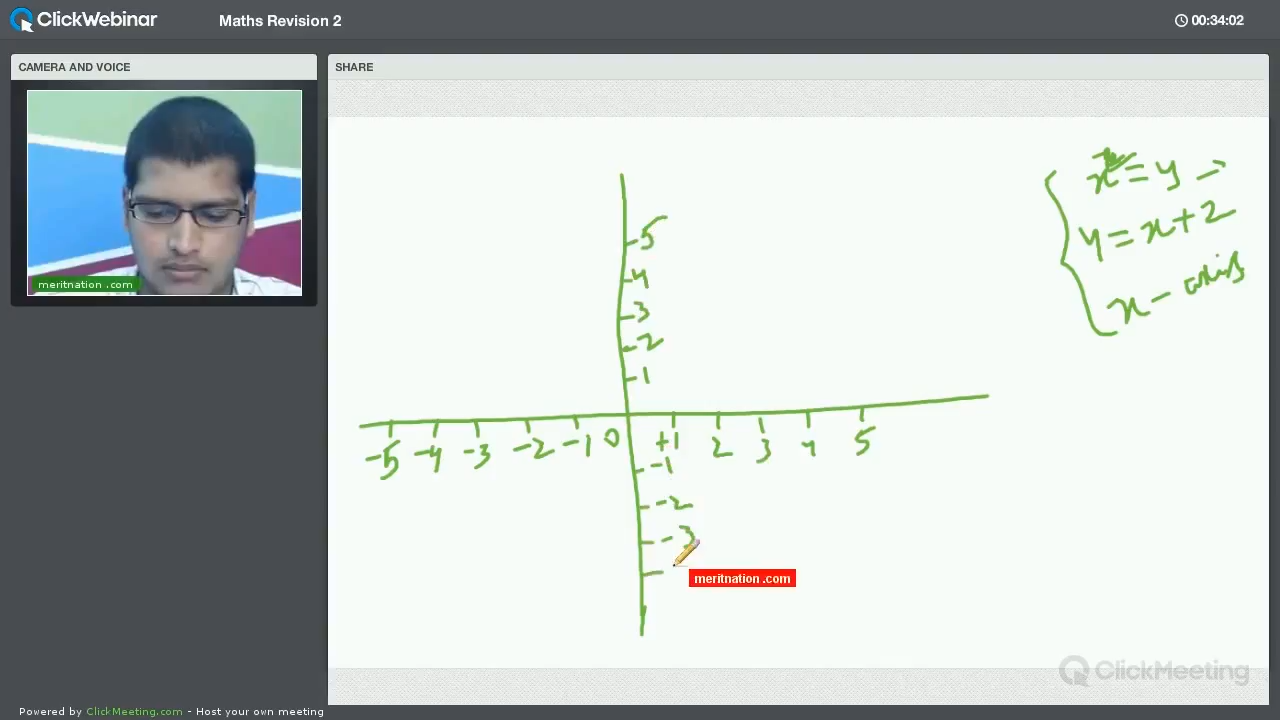 ClickWebinar Maths Revision 2 00:34:02
CAMERA AND VOICE
SHARE
meritnation .com
= y
y = x + 2
x - axis
5
4
3
2
1
-5 -4 -3 -2 -1 0 +1 2 3 4 5
-1
-2
-3
meritnation .com
ClickMeeting
Powered by ClickMeeting.com - Host your own meeting